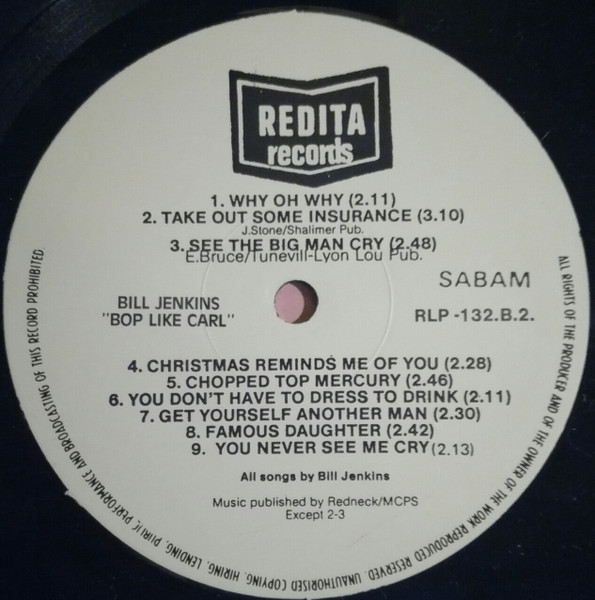 REDITA
records
1. WHY OH WHY (2.11)
2. TAKE OUT SOME INSURANCE (3.10)
J.Stone/Shalimer Pub.
3. SEE THE BIG MAN CRY (2.48)
E.Bruce/Tunevill-Lyon Lou Pub.
SABAM
BILL JENKINS
"BOP LIKE CARL"
RLP -132.B.2.
4. CHRISTMAS REMINDS ME OF YOU (2.28)
5. CHOPPED TOP MERCURY (2.46)
6. YOU DON'T HAVE TO DRESS TO DRINK (2.11)
7. GET YOURSELF ANOTHER MAN (2.30)
8. FAMOUS DAUGHTER (2.42)
9. YOU NEVER SEE ME CRY (2.13)
All songs by Bill Jenkins
Music published by Redneck/MCPS
Except 2-3
ALL RIGHTS OF THE PRODUCER AND OF THE OWNER OF THE WORK REPRODUCED RESERVED. UNAUTHORISED COPYING, HIRING, LENDING, PUBLIC PERFORMANCE AND BROADCASTING OF THIS RECORD PROHIBITED.